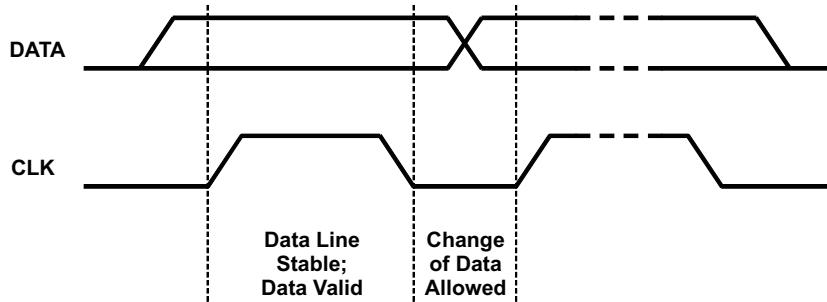 DATA
CLK
Data Line
Stable;
Data Valid
Change
of Data
Allowed